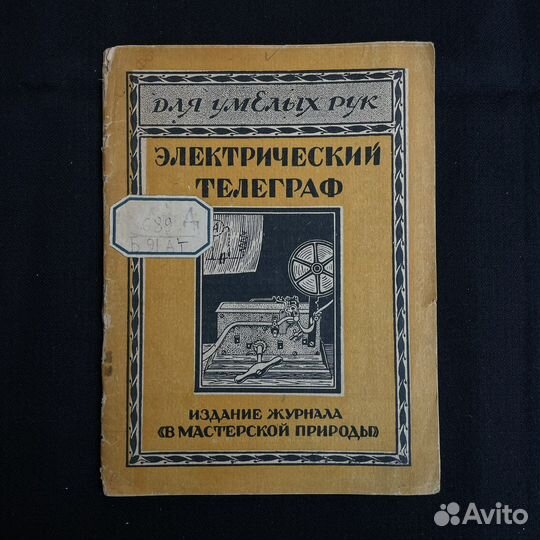 ДЛЯ УМЕЛЫХ РУК
ЭЛЕКТРИЧЕСКИЙ
ТЕЛЕГРАФ
ИЗДАНИЕ ЖУРНАЛА
«В МАСТЕРСКОЙ ПРИРОДЫ»
Avito